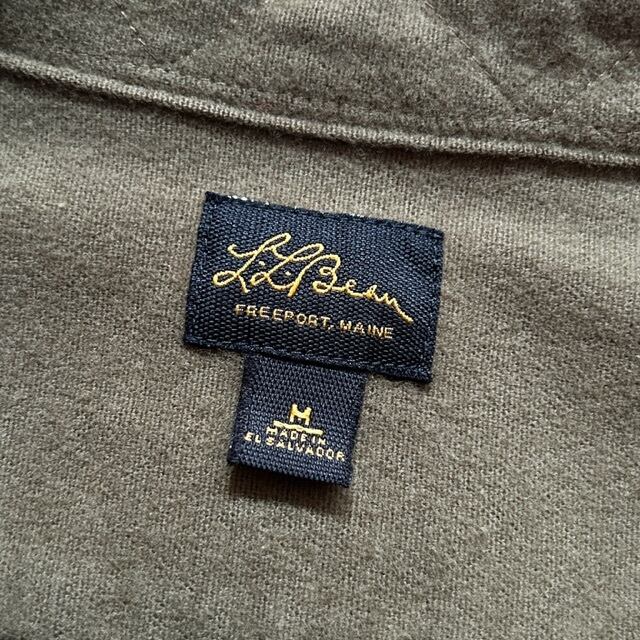 L.L.Bean
FREEPORT, MAINE
M
MADE IN
EL SALVADOR